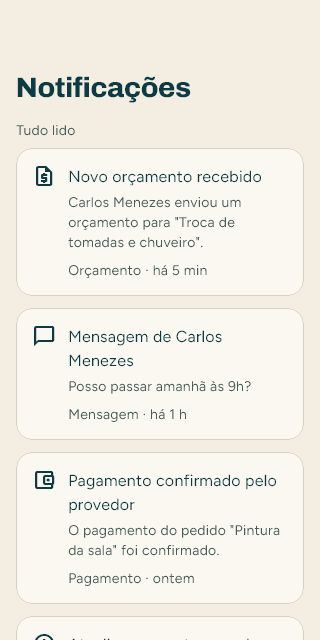 Notificações
Tudo lido
Novo orçamento recebido
Carlos Menezes enviou um
orçamento para "Troca de
tomadas e chuveiro".
Orçamento · há 5 min
Mensagem de Carlos
Menezes
Posso passar amanhã às 9h?
Mensagem · há 1 h
Pagamento confirmado pelo
provedor
O pagamento do pedido "Pintura
da sala" foi confirmado.
Pagamento · ontem